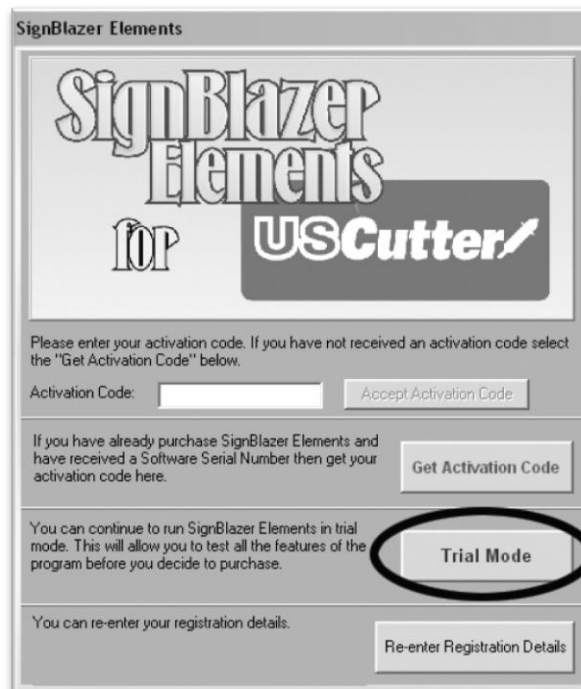 SignBlazer Elements
SignBlazer
Elements
for
USCutter
Please enter your activation code. If you have not received an activation code select
the "Get Activation Code" below.
Activation Code:
Accept Activation Code
If you have already purchase SignBlazer Elements and
have received a Software Serial Number then get your
activation code here.
Get Activation Code
You can continue to run SignBlazer Elements in trial
mode. This will allow you to test all the features of the
program before you decide to purchase.
Trial Mode
You can re-enter your registration details.
Re-enter Registration Details